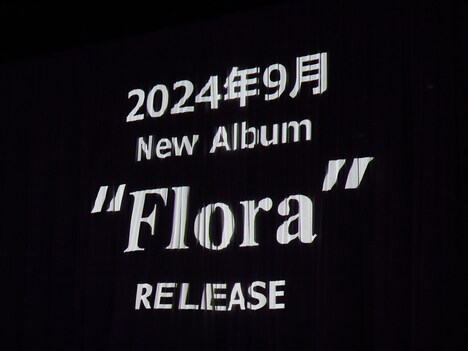 2024年9月
New Album
"Flora"
RELEASE